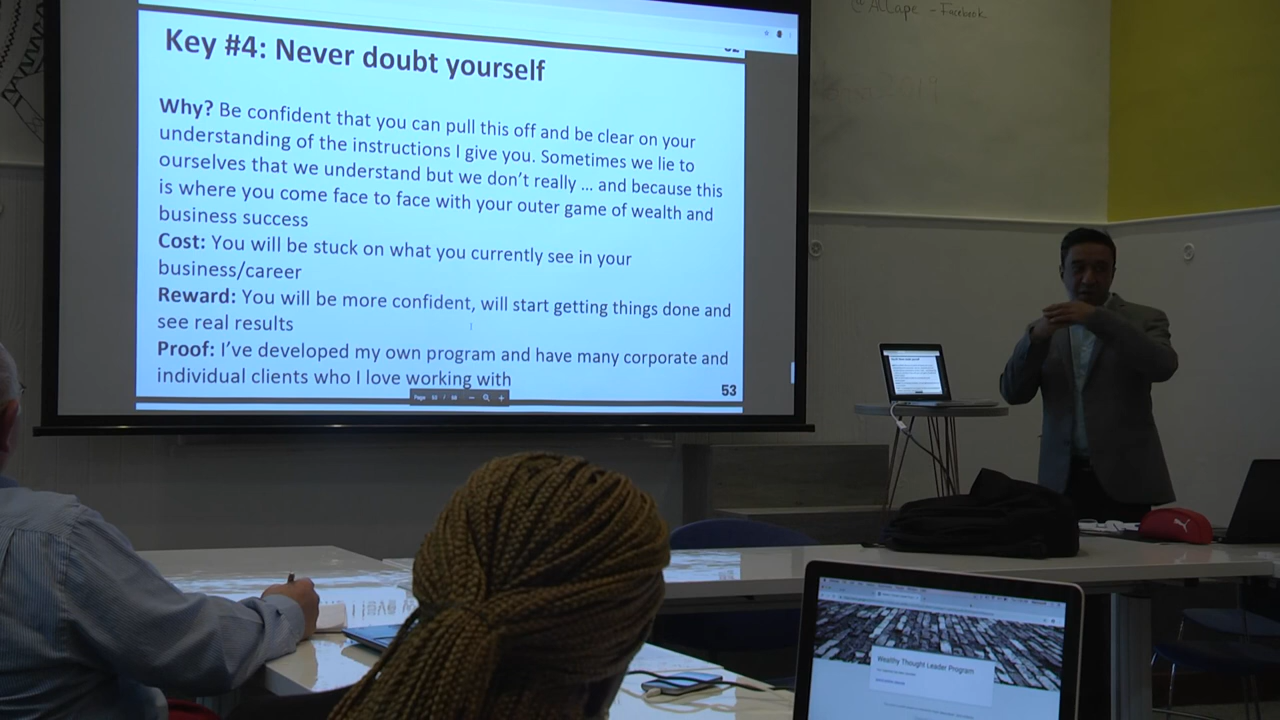 @ALLape - Facebook
Key #4: Never doubt yourself
Why? Be confident that you can pull this off and be clear on your
understanding of the instructions I give you. Sometimes we lie to
ourselves that we understand but we don't really ... and because this
is where you come face to face with your outer game of wealth and
business success
Cost: You will be stuck on what you currently see in your
business/career
Reward: You will be more confident, will start getting things done and
see real results
Proof: I've developed my own program and have many corporate and
individual clients who I love working with
53
Page
Wealthy Thought Leader Program